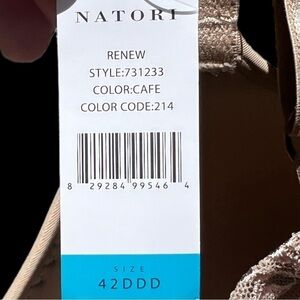 NATORI
RENEW
STYLE:731233
COLOR:CAFE
COLOR CODE:214
8 29284 99546 4
SIZE
42DDD